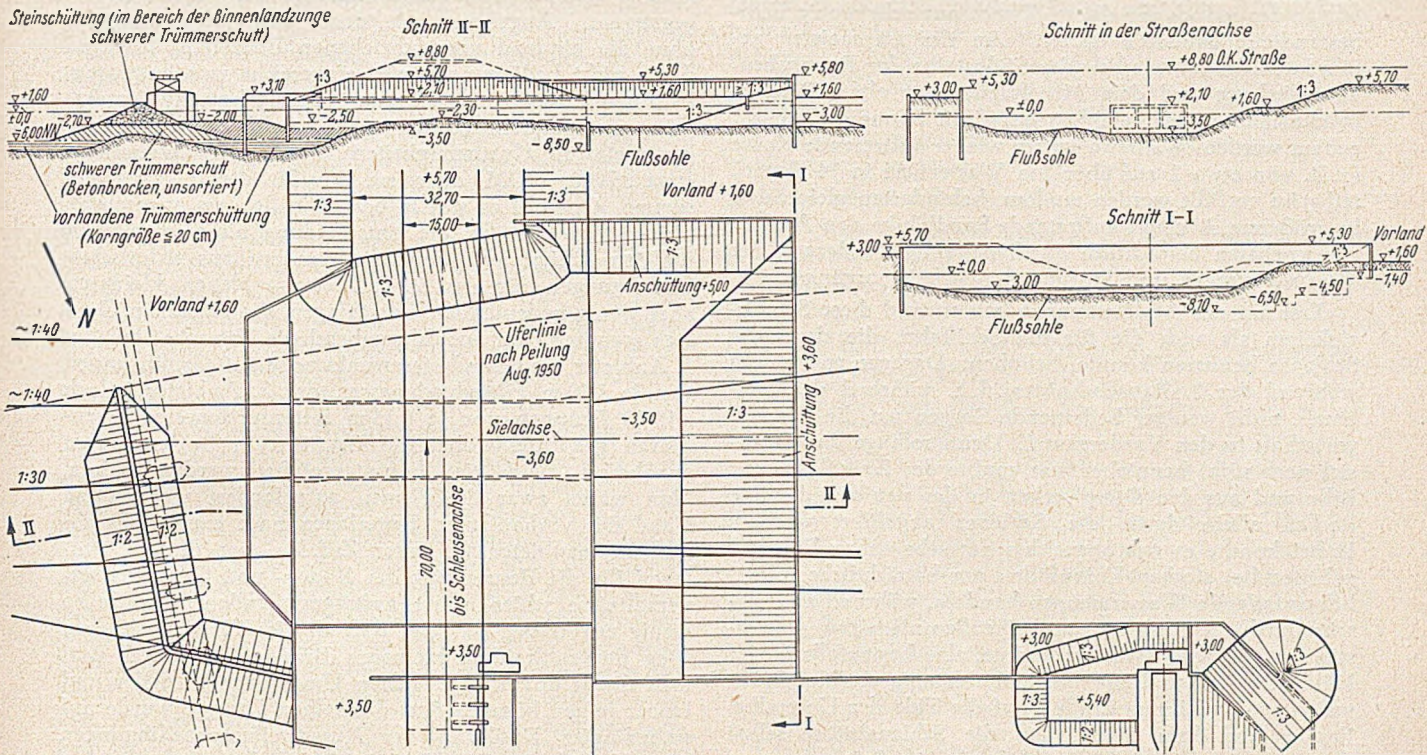 Steinschüttung (im Bereich der Binnenlandzunge
schwerer Trümmerschutt)
Schnitt II-II
+8,80
+5,70
+2,10
1:3
+3,10
+1,60
±0,0
-6,00 NN
-2,70
-2,00
-2,50
-2,30
-3,50
-8,50
+5,30
+1,60
1:3
1:3
+5,80
+1,60
-3,00
Flußsohle
schwerer Trümmerschutt
(Betonbrocken, unsortiert)
vorhandene Trümmerschüttung
(Korngröße ≦ 20 cm)
Schnitt in der Straßenachse
+8,80 O.K. Straße
+3,00
+5,30
±0,0
+2,10
-3,50
+1,60
1:3
+5,70
Flußsohle
Schnitt I-I
+3,00
+5,70
±0,0
-3,00
+5,30
1:3
Vorland
+1,60
-1,40
-4,50
-6,50
-8,10
Flußsohle
+5,70
32,70
15,00
1:3
1:3
Vorland +1,60
I
N
Vorland +1,60
1:3
1:3
Anschüttung +5,00
Uferlinie
nach Peilung
Aug. 1950
~1:40
~1:40
1:30
Sielachse
-3,60
-3,50
1:3
Anschüttung +3,60
II
II
1:2
1:2
70,00
bis Schleusenachse
+3,50
+3,50
I
+3,00
1:3
+3,00
1:3
1:3
+5,40
1:2
1:3